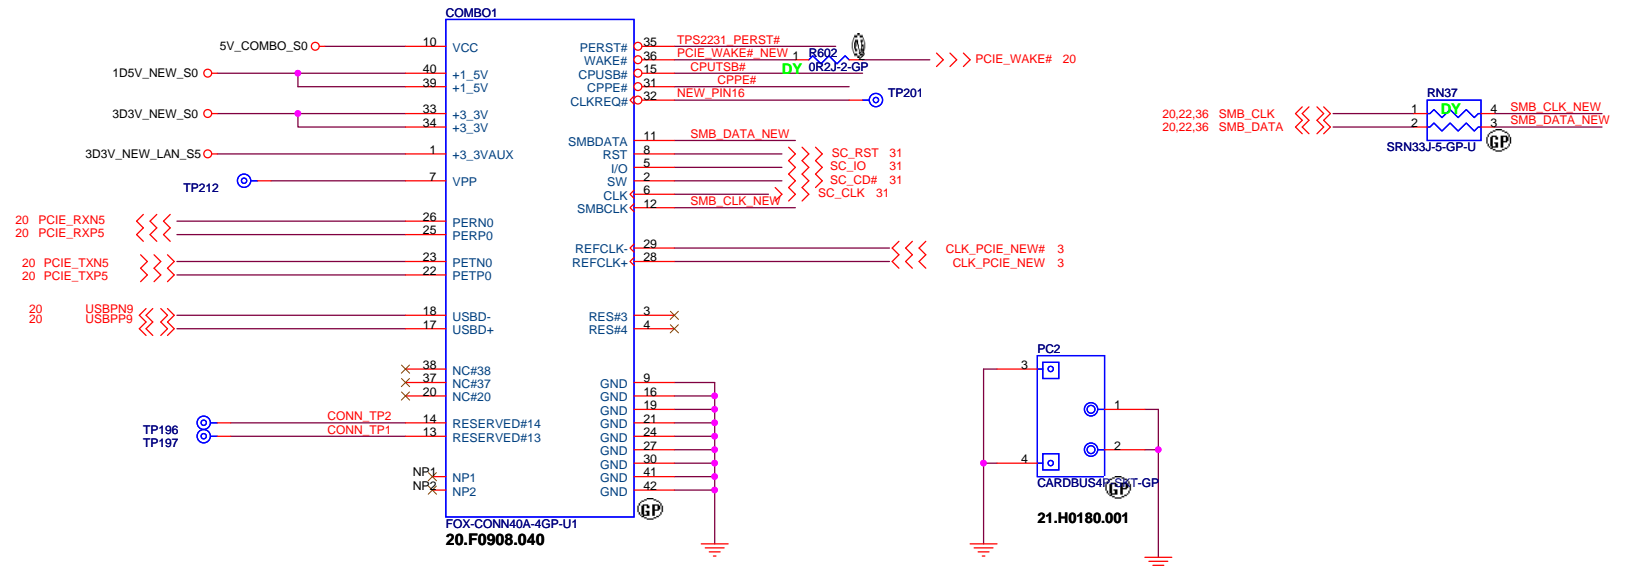 COMBO1
5V_COMBO_S0 10 VCC
1D5V_NEW_S0 40 +1_5V
39 +1_5V
3D3V_NEW_S0 33 +3_3V
34 +3_3V
3D3V_NEW_LAN_S5 1 +3_3VAUX
TP212 7 VPP
20 PCIE_RXN5 26 PERN0
20 PCIE_RXP5 25 PERP0
20 PCIE_TXN5 23 PETN0
20 PCIE_TXP5 22 PETP0
20 USBPN9 18 USBD-
20 USBPP9 17 USBD+
38 NC#38
37 NC#37
20 NC#20
TP196 CONN_TP2 14 RESERVED#14
TP197 CONN_TP1 13 RESERVED#13
NP1 NP1
NP2 NP2
PERST# 35 TPS2231_PERST#
WAKE# 36 PCIE_WAKE#_NEW 1 R602 PCIE_WAKE# 20
CPUSB# 15 CPUTSB# DY 0R2J-2-GP
CPPE# 31 CPPE#
CLKREQ# 32 NEW_PIN16 TP201
SMBDATA 11 SMB_DATA_NEW
RST 8 SC_RST 31
I/O 5 SC_IO 31
SW 2 SC_CD# 31
CLK 6 SC_CLK 31
SMBCLK 12 SMB_CLK_NEW
REFCLK- 29 CLK_PCIE_NEW# 3
REFCLK+ 28 CLK_PCIE_NEW 3
RES#3 3
RES#4 4
GND 9
GND 16
GND 19
GND 21
GND 24
GND 27
GND 30
GND 41
GND 42
GP
FOX-CONN40A-4GP-U1
20.F0908.040
RN37
20,22,36 SMB_CLK 1 DY 4 SMB_CLK_NEW
20,22,36 SMB_DATA 2 3 SMB_DATA_NEW
SRN33J-5-GP-U GP
PC2
3
1
2
4
CARDBUS4P-SKT-GP
GP
21.H0180.001